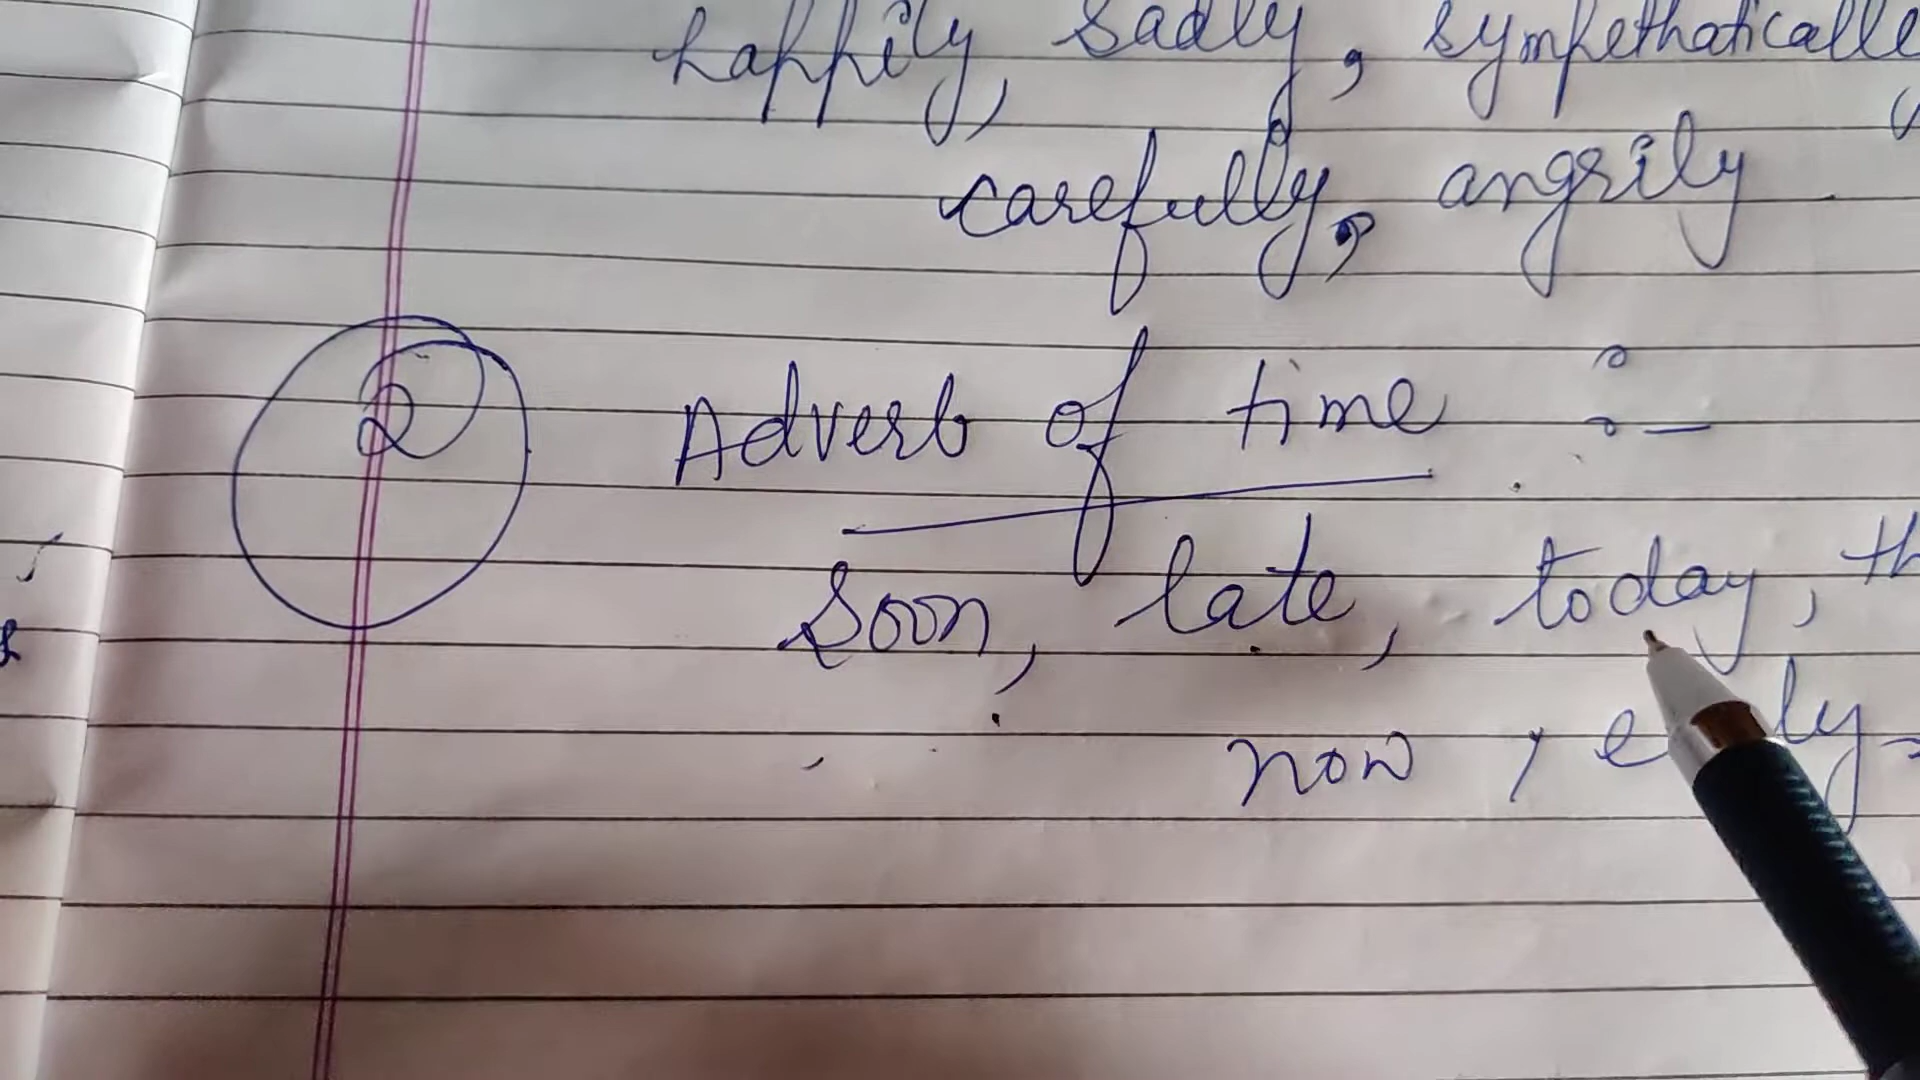 happily, sadly, sympethatically
carefully, angrily
2 Adverb of time :-
Soon, late, today,
now,